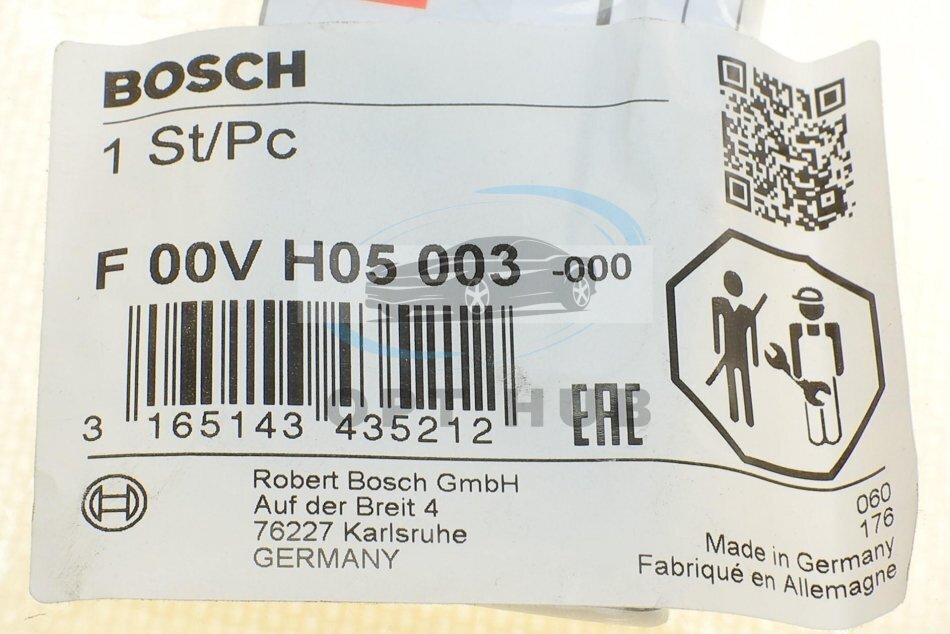 BOSCH
1 St/Pc
F 00V H05 003 -000
3 165143 435212
OPTIHUB
EAC
Robert Bosch GmbH
Auf der Breit 4
76227 Karlsruhe
GERMANY
060
176
Made in Germany
Fabriqué en Allemagne